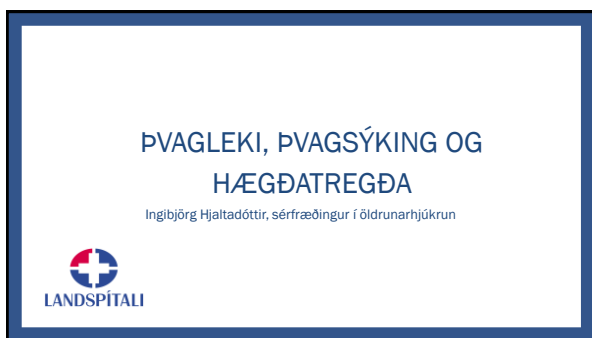 ÞVAGLEKI, ÞVAGSÝKING OG
HÆGÐATREGÐA
Ingibjörg Hjaltadóttir, sérfræðingur í öldrunarhjúkrun
LANDSPÍTALI